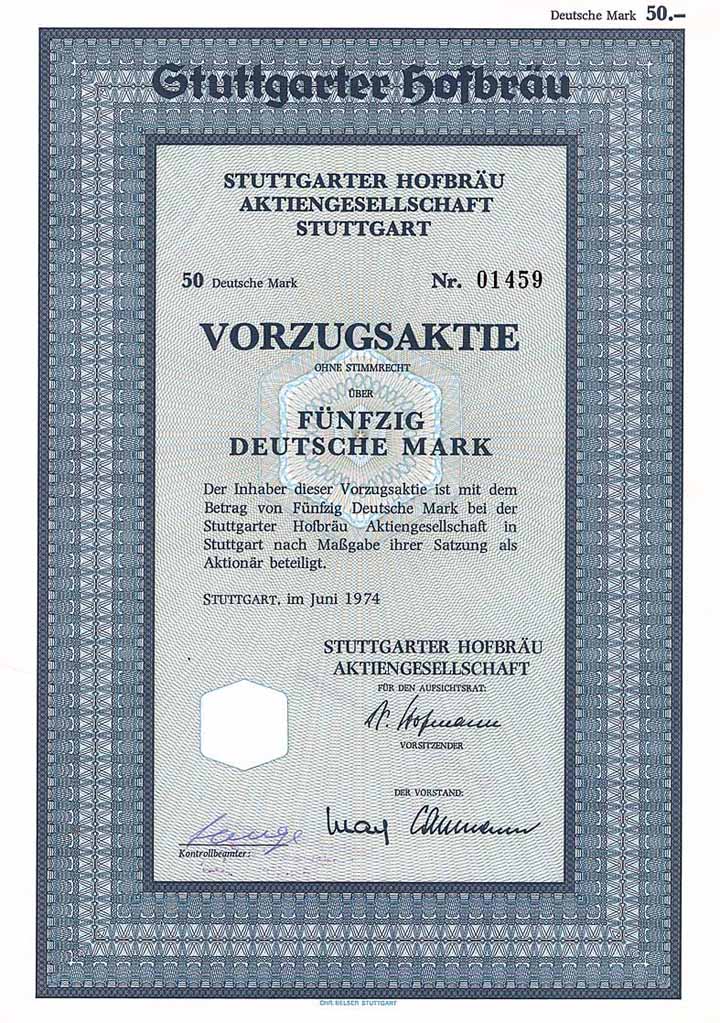 Deutsche Mark 50.—
Stuttgarter Hofbräu
STUTTGARTER HOFBRÄU
AKTIENGESELLSCHAFT
STUTTGART
50 Deutsche Mark Nr. 01459
VORZUGSAKTIE
OHNE STIMMRECHT
ÜBER
FÜNFZIG
DEUTSCHE MARK
Der Inhaber dieser Vorzugsaktie ist mit dem
Betrag von Fünfzig Deutsche Mark bei der
Stuttgarter Hofbräu Aktiengesellschaft in
Stuttgart nach Maßgabe ihrer Satzung als
Aktionär beteiligt.
STUTTGART, im Juni 1974
STUTTGARTER HOFBRÄU
AKTIENGESELLSCHAFT
FÜR DEN AUFSICHTSRAT:
Hofmann
VORSITZENDER
DER VORSTAND:
May
Kontrollbeamter:
CHR. BELSER STUTTGART